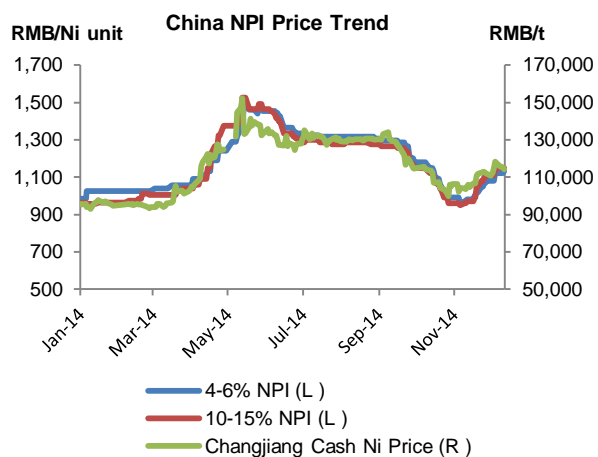 China NPI Price Trend
RMB/Ni unit
RMB/t
1,700
1,500
1,300
1,100
900
700
500
170,000
150,000
130,000
110,000
90,000
70,000
50,000
Jan-14
Mar-14
May-14
Jul-14
Sep-14
Nov-14
4-6% NPI (L )
10-15% NPI (L )
Changjiang Cash Ni Price (R )